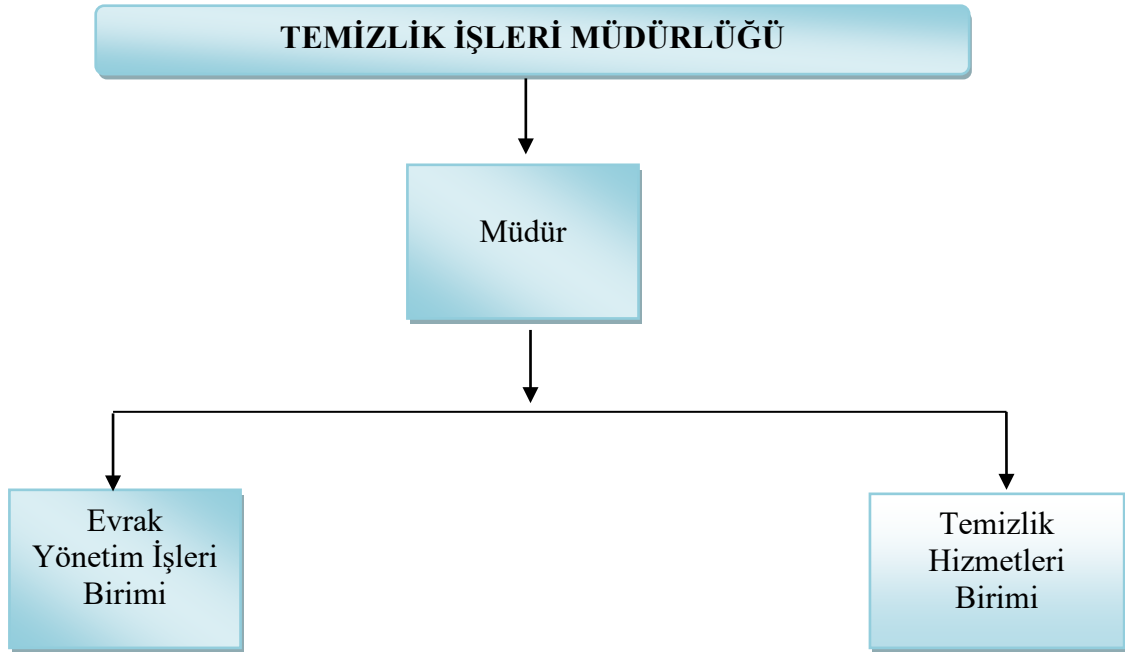 TEMİZLİK İŞLERİ MÜDÜRLÜĞÜ
Müdür
Evrak
Yönetim İşleri
Birimi
Temizlik
Hizmetleri
Birimi